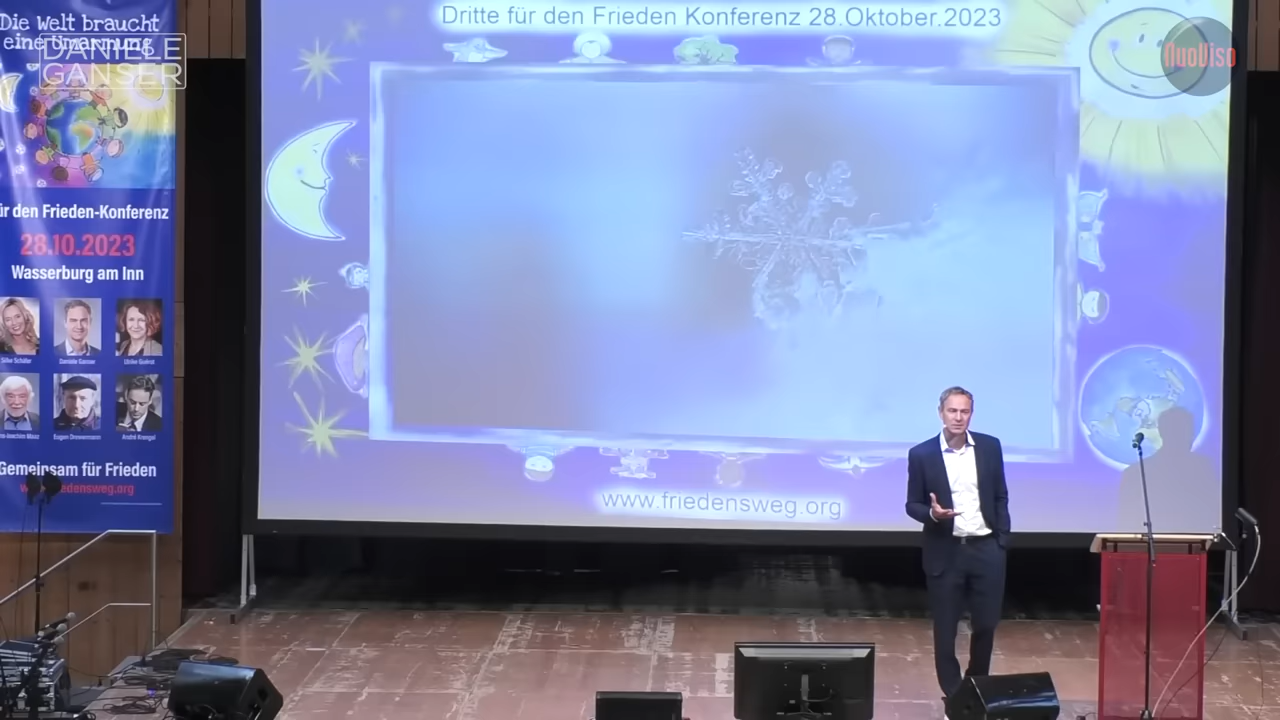 Die Welt braucht
eine Umarmung
DANIELE
GANSER
Dritte für den Frieden Konferenz 28.Oktober.2023
NuoViso
ür den Frieden-Konferenz
28.10.2023
Wasserburg am Inn
Silke Schäfer
Daniele Ganser
Ulrike Guérot
Eugen Drewermann
Gemeinsam für Frieden
www.friedensweg.org